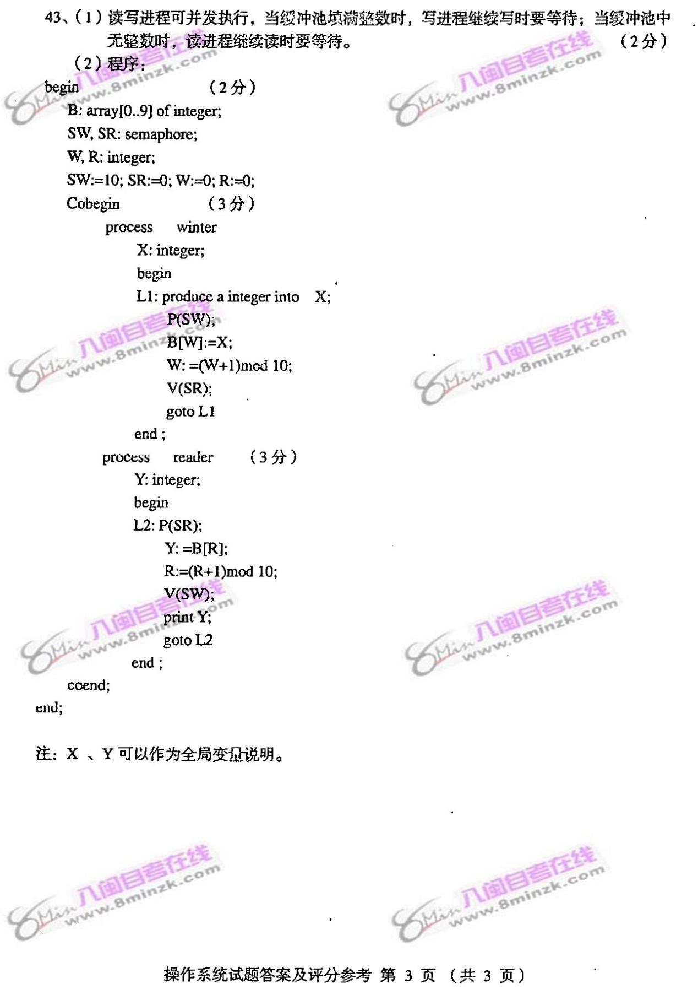 43、（1）读写进程可并发执行，当缓冲池填满整数时，写进程继续写时要等待；当缓冲池中
无整数时，读进程继续读时要等待。 （2分）
（2）程序：
begin （2分）
B: array[0..9] of integer;
SW, SR: semaphore;
W, R: integer;
SW:=10; SR:=0; W:=0; R:=0;
Cobegin （3分）
process winter
X: integer;
begin
L1: produce a integer into X;
P(SW);
B[W]:=X;
W: =(W+1)mod 10;
V(SR);
goto L1
end ;
process reader （3分）
Y: integer;
begin
L2: P(SR);
Y: =B[R];
R:=(R+1)mod 10;
V(SW);
print Y;
goto L2
end ;
coend;
end;
注：X 、Y 可以作为全局变量说明。
操作系统试题答案及评分参考 第 3 页 （共 3 页）
8Min 八闽自考在线
www.8minzk.com
8Min 八闽自考在线
www.8minzk.com
8Min 八闽自考在线
www.8minzk.com
8Min 八闽自考在线
www.8minzk.com
8Min 八闽自考在线
www.8minzk.com
8Min 八闽自考在线
www.8minzk.com
8Min 八闽自考在线
www.8minzk.com
8Min 八闽自考在线
www.8minzk.com